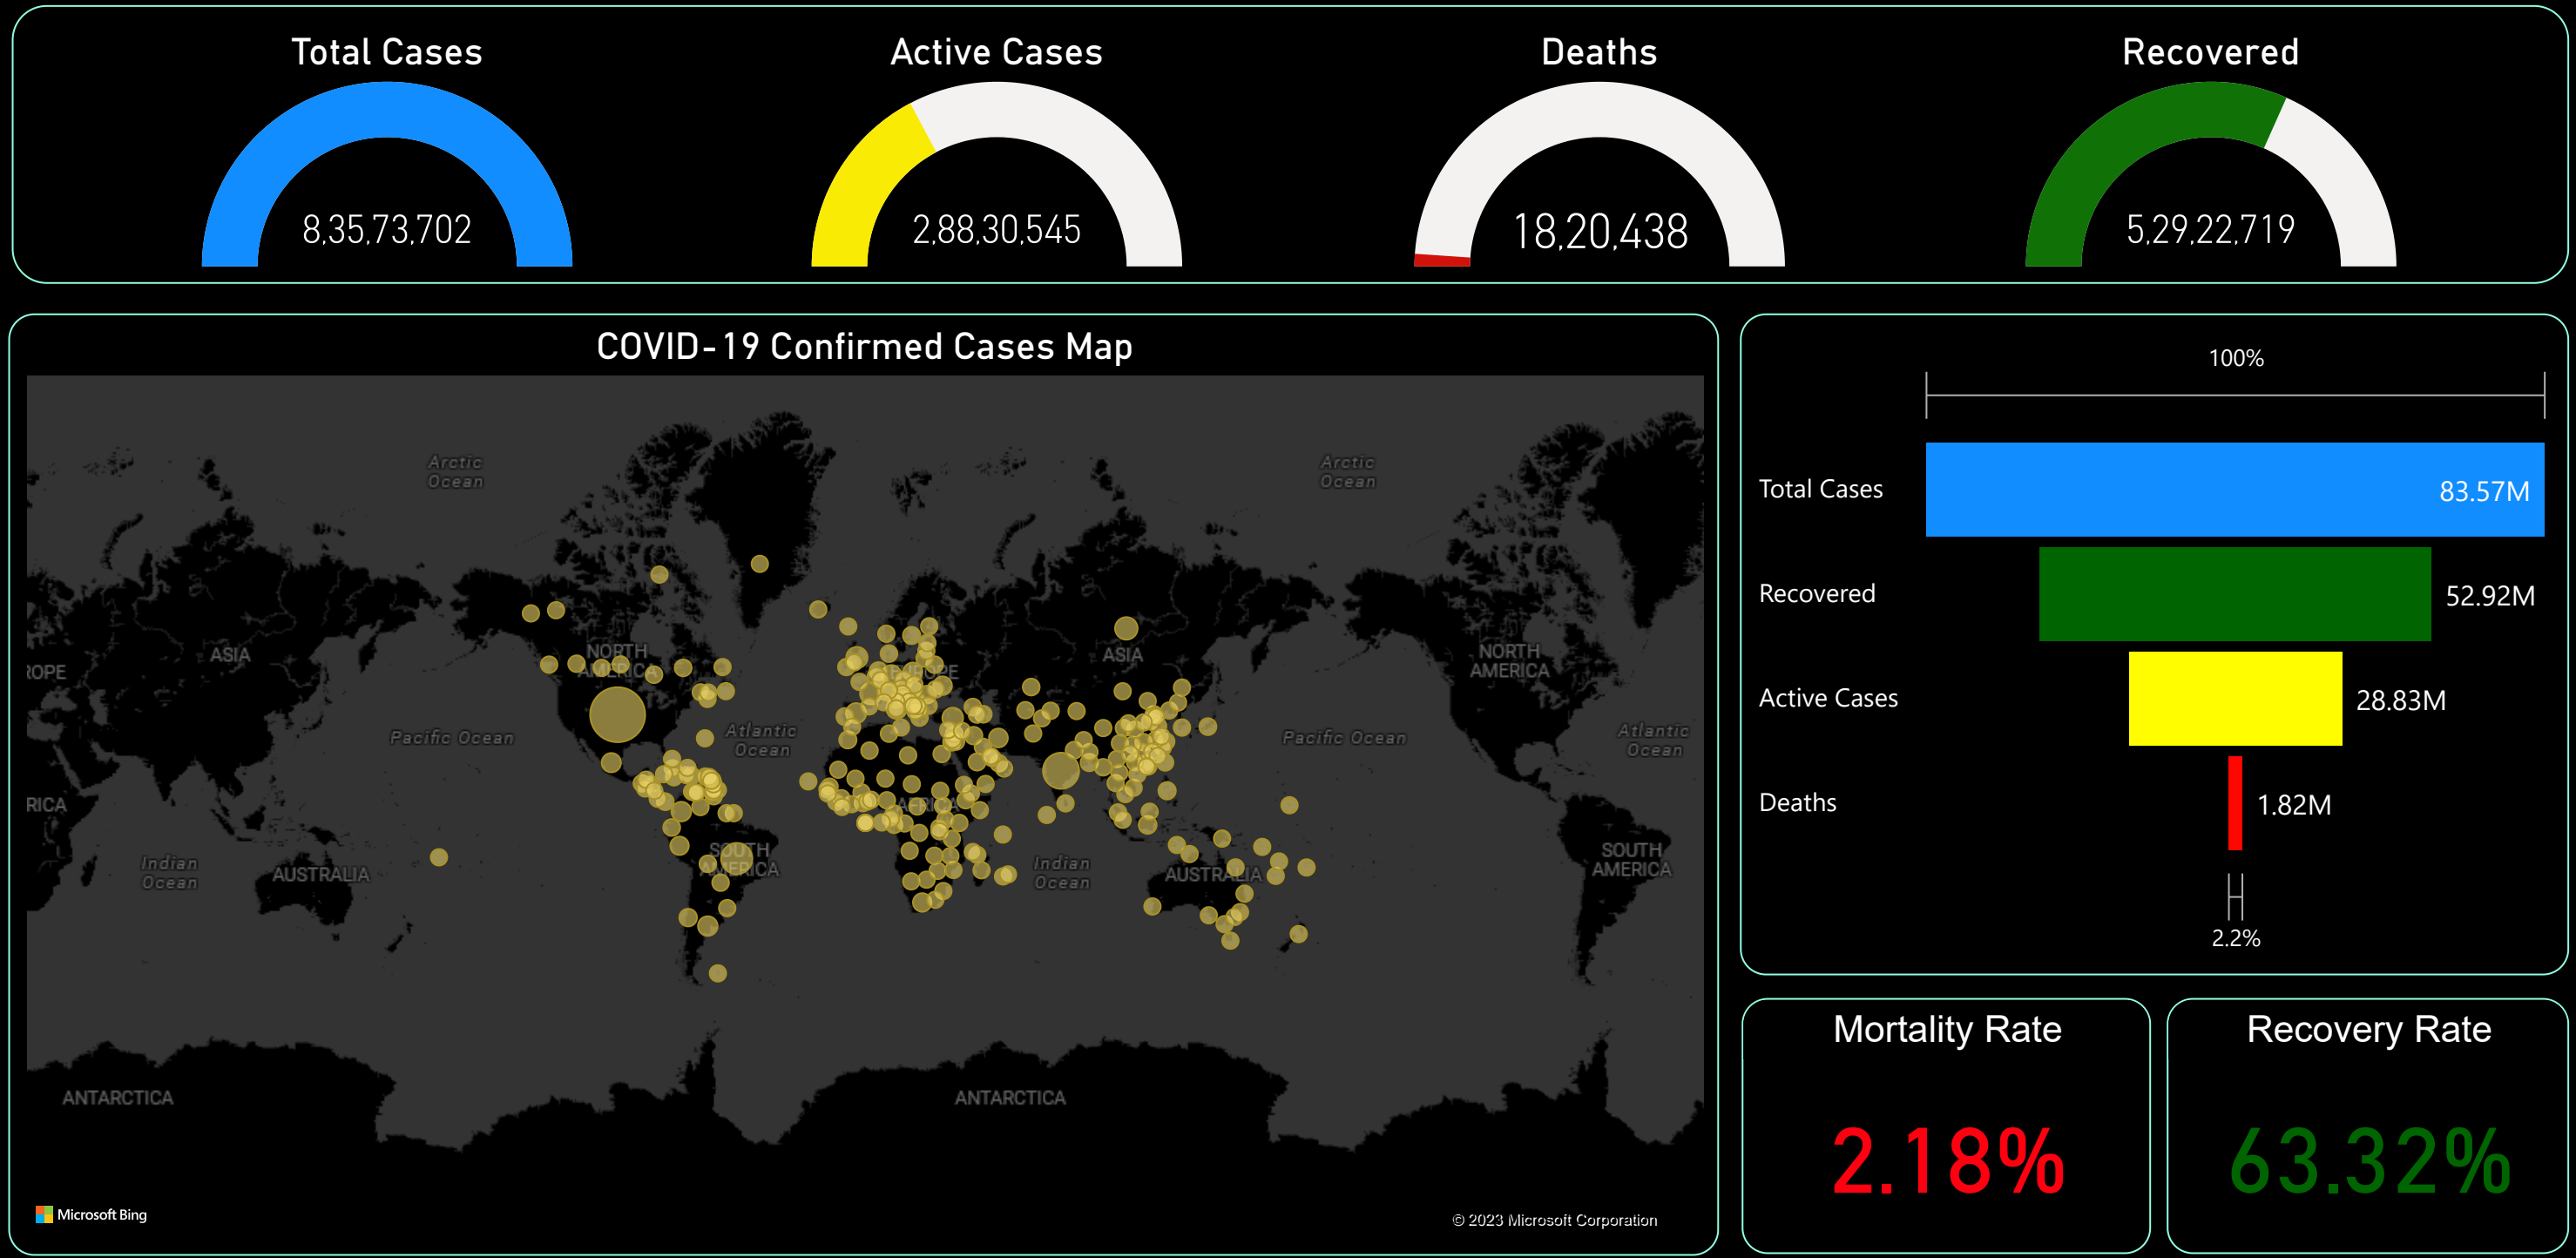 Total Cases
Active Cases
Deaths
Recovered
8,35,73,702
2,88,30,545
18,20,438
5,29,22,719
COVID-19 Confirmed Cases Map
Arctic
Ocean
Arctic
Ocean
ASIA
NORTH
AMERICA
EUROPE
ASIA
NORTH
AMERICA
ROPE
Pacific Ocean
Atlantic
Ocean
Pacific Ocean
Atlantic
Ocean
RICA
AFRICA
Indian
Ocean
AUSTRALIA
SOUTH
AMERICA
Indian
Ocean
AUSTRALIA
SOUTH
AMERICA
ANTARCTICA
ANTARCTICA
Microsoft Bing
© 2023 Microsoft Corporation
100%
Total Cases
83.57M
Recovered
52.92M
Active Cases
28.83M
Deaths
1.82M
2.2%
Mortality Rate
2.18%
Recovery Rate
63.32%